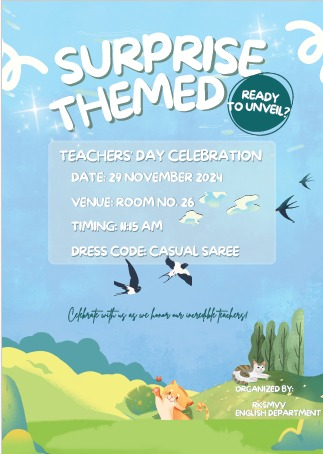 SURPRISE
THEMED
READY
TO UNVEIL?
TEACHERS' DAY CELEBRATION
DATE: 29 NOVEMBER 2024
VENUE: ROOM NO. 26
TIMING: 11:15 AM
DRESS CODE: CASUAL SAREE
Celebrate with us as we honor our incredible teachers!
ORGANIZED BY:
RKSMVV
ENGLISH DEPARTMENT